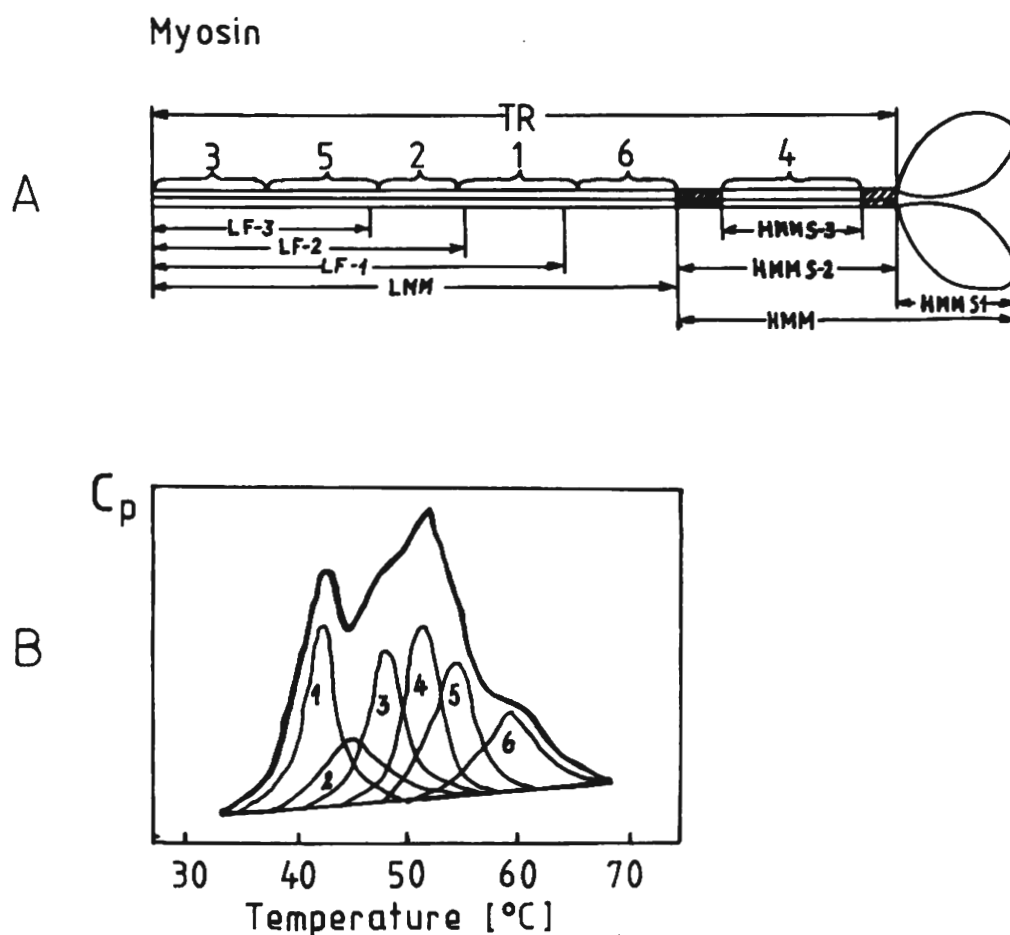 Myosin
A
TR
3 5 2 1 6 4
LF-3
HMM S-3
LF-2
LF-1
HMM S-2
LMM
HMM S1
HMM
B
Cp
1 2 3 4 5 6
30 40 50 60 70
Temperature [°C]